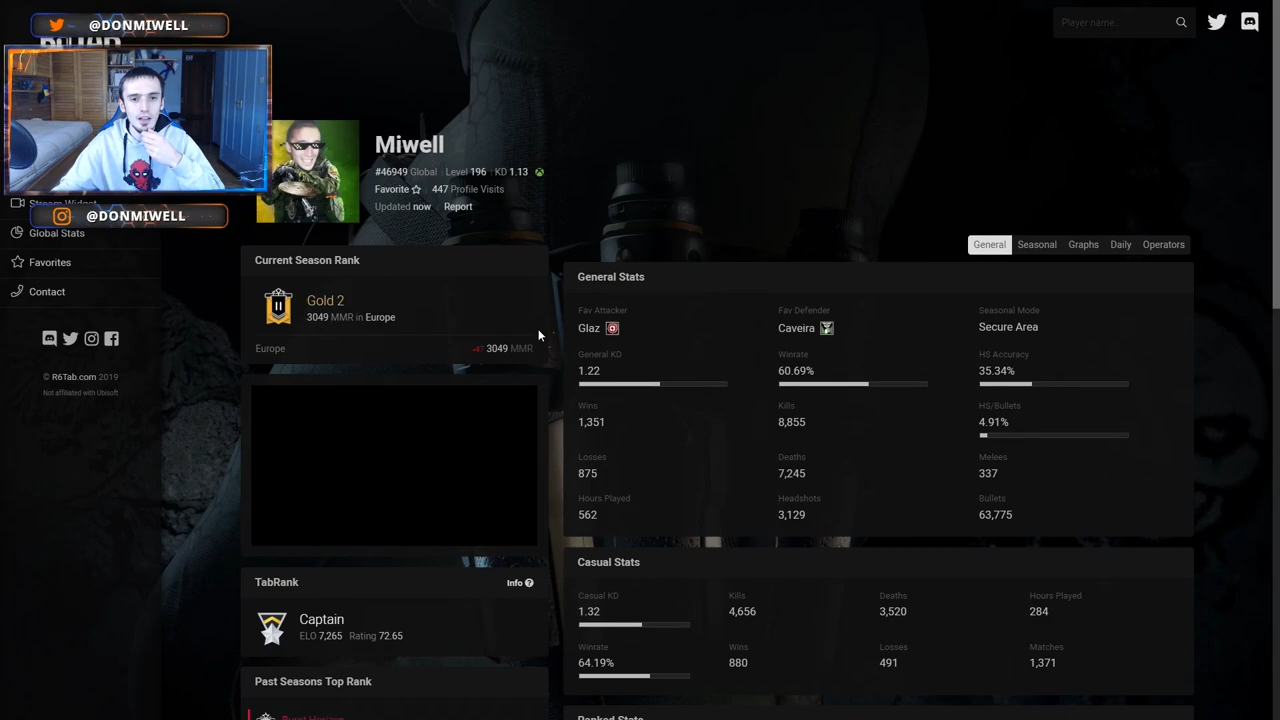 @DONMIWELL
Player name...
Miwell
#46949 Global Level 196 KD 1.13
Favorite 447 Profile Visits
Updated now Report
@DONMIWELL
Global Stats
Favorites
Contact
© R6Tab.com 2019
Not affiliated with Ubisoft
General Seasonal Graphs Daily Operators
Current Season Rank
Gold 2
3049 MMR in Europe
Europe -47 3049 MMR
TabRank Info
Captain
ELO 7,265 Rating 72.65
Past Seasons Top Rank
General Stats
Fav Attacker Fav Defender Seasonal Mode
Glaz Caveira Secure Area
General KD Winrate HS Accuracy
1.22 60.69% 35.34%
Wins Kills HS/Bullets
1,351 8,855 4.91%
Losses Deaths Melees
875 7,245 337
Hours Played Headshots Bullets
562 3,129 63,775
Casual Stats
Casual KD Kills Deaths Hours Played
1.32 4,656 3,520 284
Winrate Wins Losses Matches
64.19% 880 491 1,371
Ranked Stats